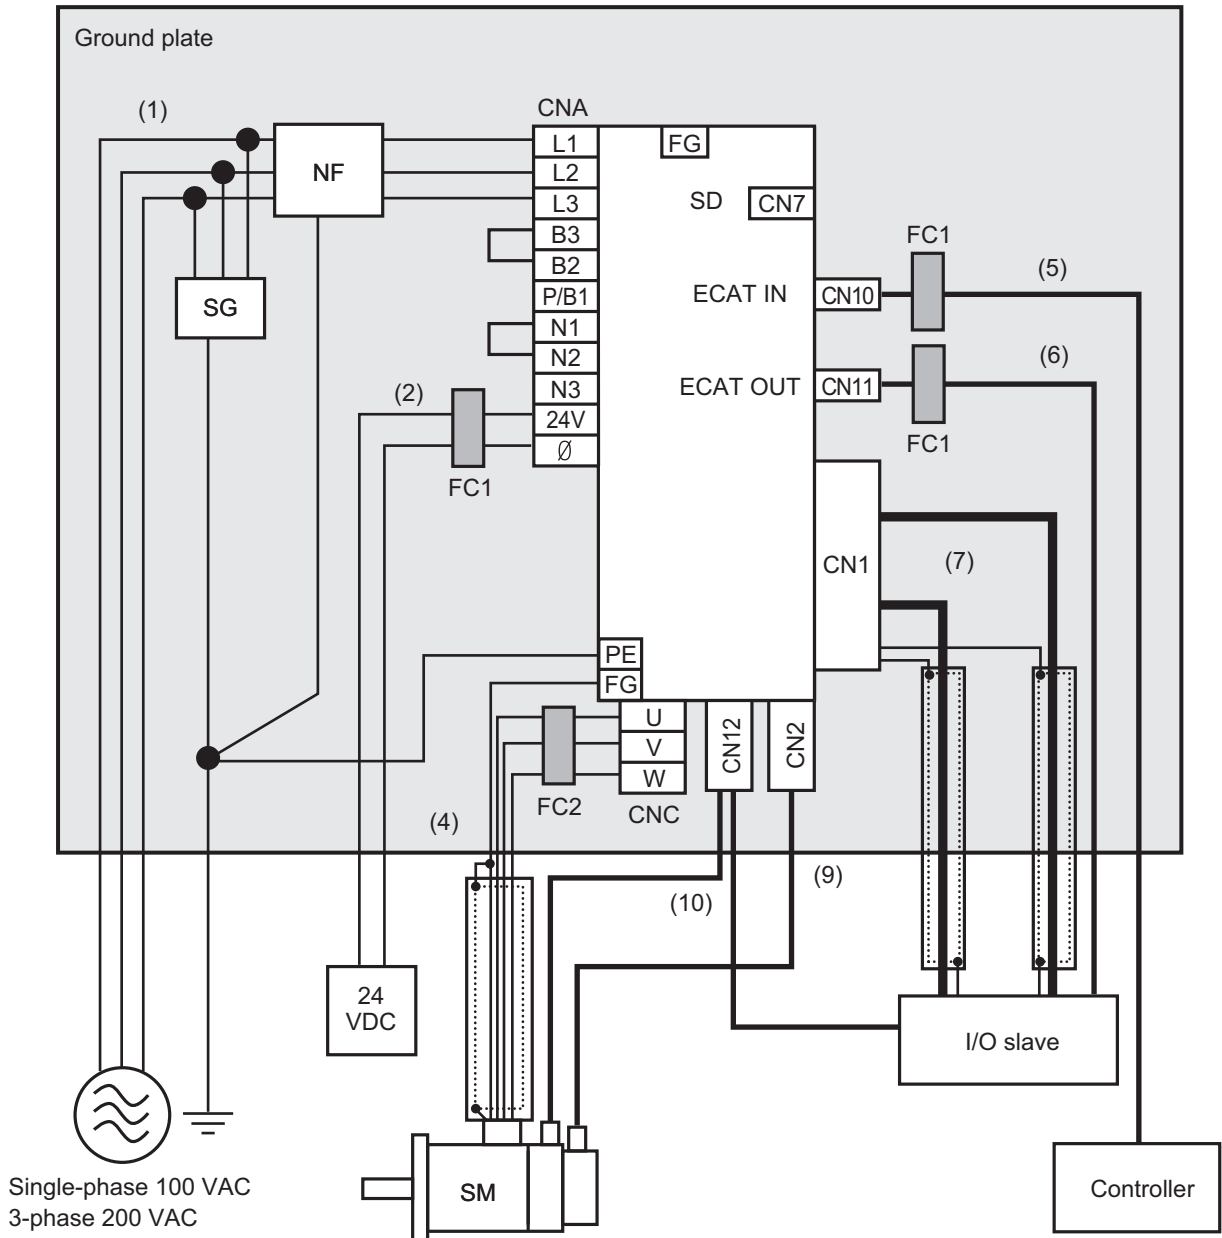 Ground plate
(1)
CNA
L1
FG
NF
L2
L3
SD
CN7
B3
FC1
B2
(5)
P/B1
ECAT IN
CN10
SG
N1
N2
(6)
N3
ECAT OUT
CN11
(2)
24V
FC1
Ø
FC1
CN1
(7)
PE
FG
U
V
W
CN12
CN2
FC2
CNC
(4)
(9)
(10)
24
VDC
I/O slave
SM
Controller
Single-phase 100 VAC
3-phase 200 VAC